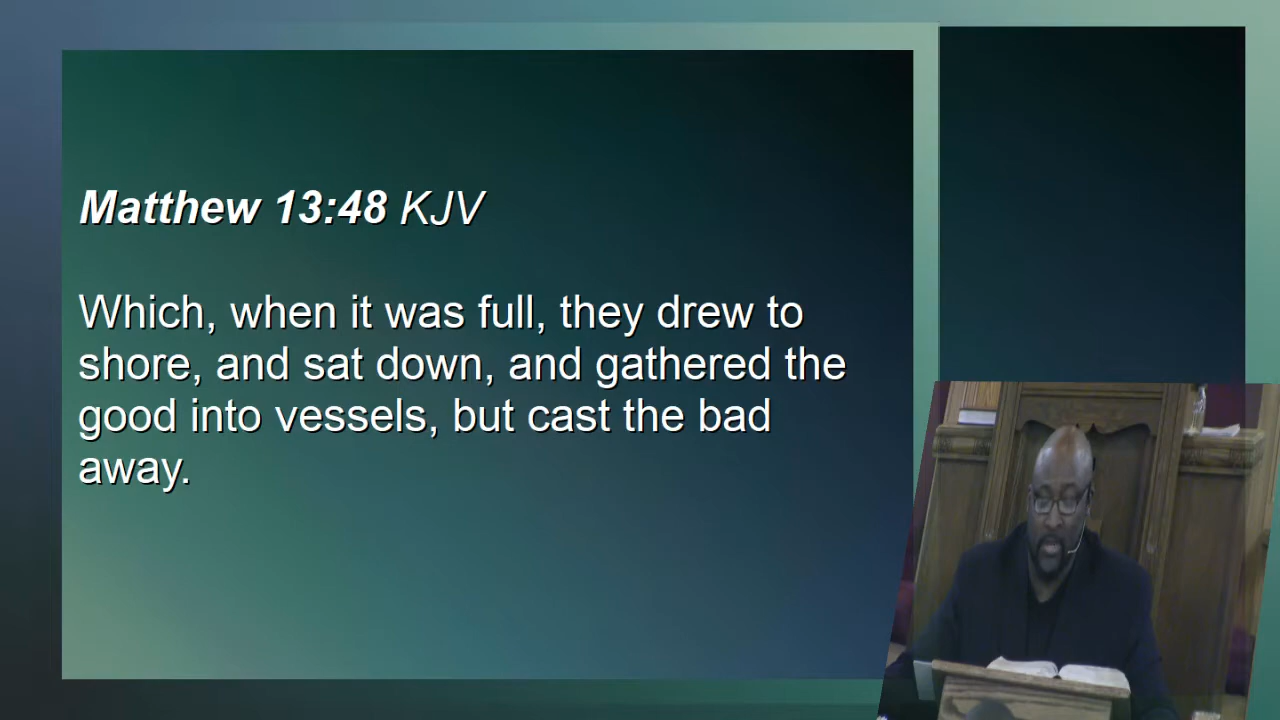 Matthew 13:48 KJV
Which, when it was full, they drew to
shore, and sat down, and gathered the
good into vessels, but cast the bad
away.